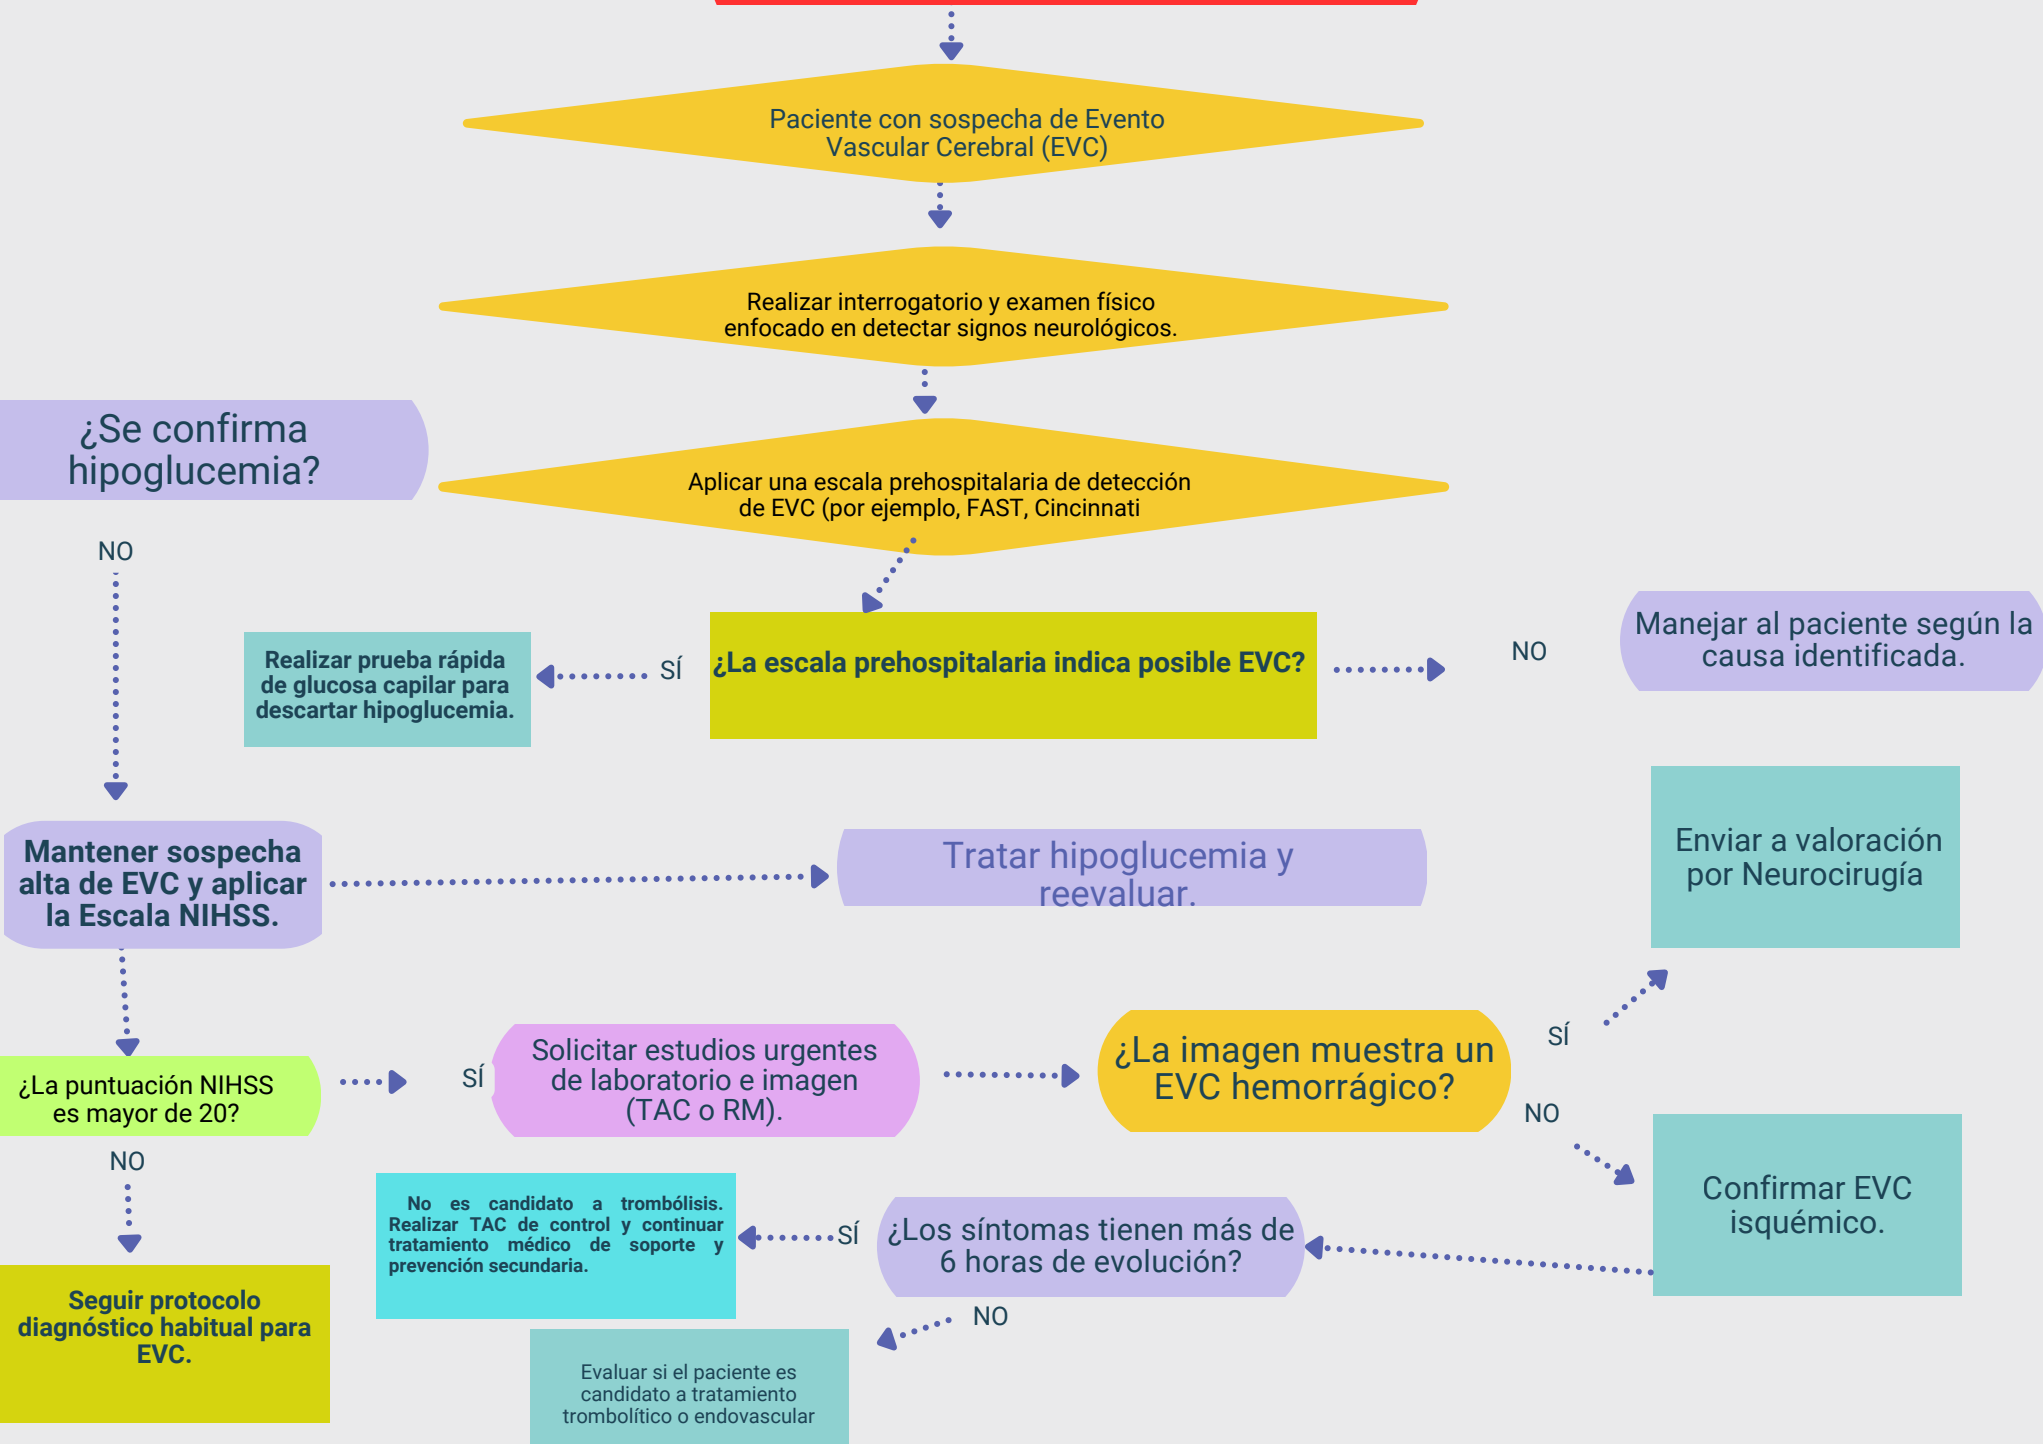 Paciente con sospecha de Evento
Vascular Cerebral (EVC)
Realizar interrogatorio y examen físico
enfocado en detectar signos neurológicos.
¿Se confirma
hipoglucemia?
Aplicar una escala prehospitalaria de detección
de EVC (por ejemplo, FAST, Cincinnati
NO
Realizar prueba rápida
de glucosa capilar para
descartar hipoglucemia.
SÍ
¿La escala prehospitalaria indica posible EVC?
NO
Manejar al paciente según la
causa identificada.
Mantener sospecha
alta de EVC y aplicar
la Escala NIHSS.
Tratar hipoglucemia y
reevaluar.
Enviar a valoración
por Neurocirugía
¿La puntuación NIHSS
es mayor de 20?
SÍ
Solicitar estudios urgentes
de laboratorio e imagen
(TAC o RM).
¿La imagen muestra un
EVC hemorrágico?
SÍ
NO
NO
No es candidato a trombólisis.
Realizar TAC de control y continuar
tratamiento médico de soporte y
prevención secundaria.
SÍ
¿Los síntomas tienen más de
6 horas de evolución?
Confirmar EVC
isquémico.
Seguir protocolo
diagnóstico habitual para
EVC.
NO
Evaluar si el paciente es
candidato a tratamiento
trombolítico o endovascular